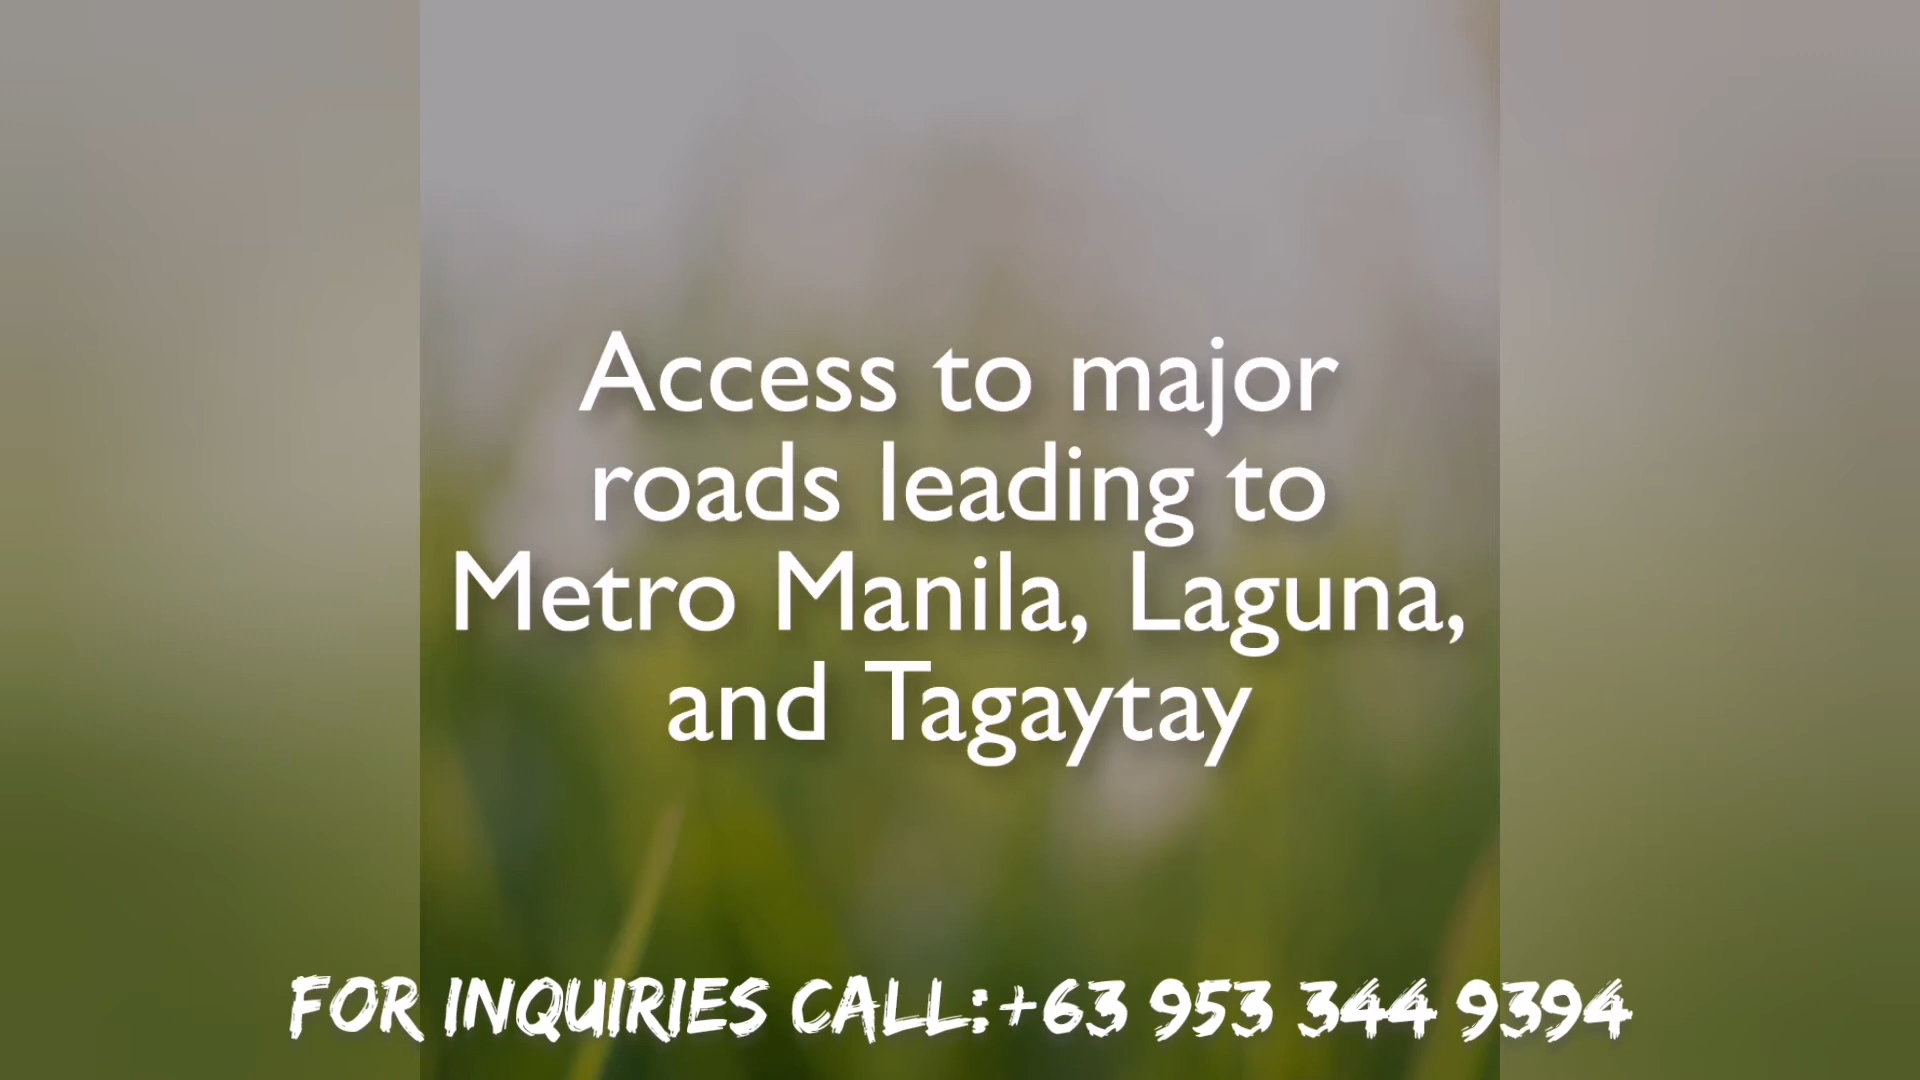 Access to major
roads leading to
Metro Manila, Laguna,
and Tagaytay
FOR INQUIRIES CALL:+63 953 344 9394